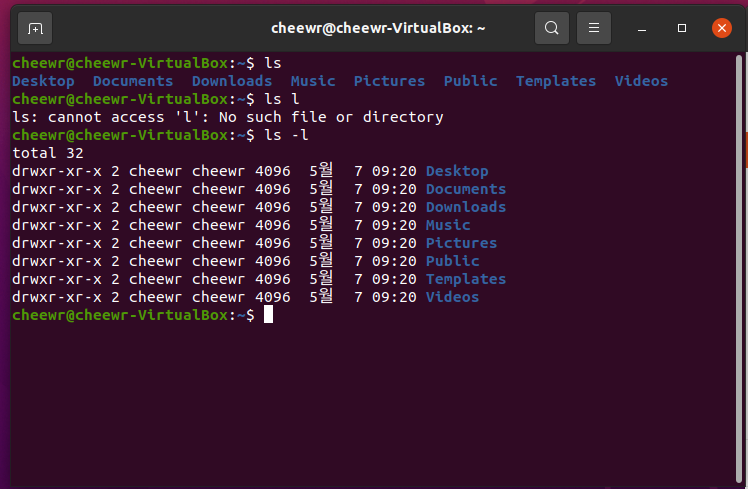 cheewr@cheewr-VirtualBox: ~
cheewr@cheewr-VirtualBox:~$ ls
Desktop  Documents  Downloads  Music  Pictures  Public  Templates  Videos
cheewr@cheewr-VirtualBox:~$ ls l
ls: cannot access 'l': No such file or directory
cheewr@cheewr-VirtualBox:~$ ls -l
total 32
drwxr-xr-x 2 cheewr cheewr 4096  5월  7 09:20 Desktop
drwxr-xr-x 2 cheewr cheewr 4096  5월  7 09:20 Documents
drwxr-xr-x 2 cheewr cheewr 4096  5월  7 09:20 Downloads
drwxr-xr-x 2 cheewr cheewr 4096  5월  7 09:20 Music
drwxr-xr-x 2 cheewr cheewr 4096  5월  7 09:20 Pictures
drwxr-xr-x 2 cheewr cheewr 4096  5월  7 09:20 Public
drwxr-xr-x 2 cheewr cheewr 4096  5월  7 09:20 Templates
drwxr-xr-x 2 cheewr cheewr 4096  5월  7 09:20 Videos
cheewr@cheewr-VirtualBox:~$